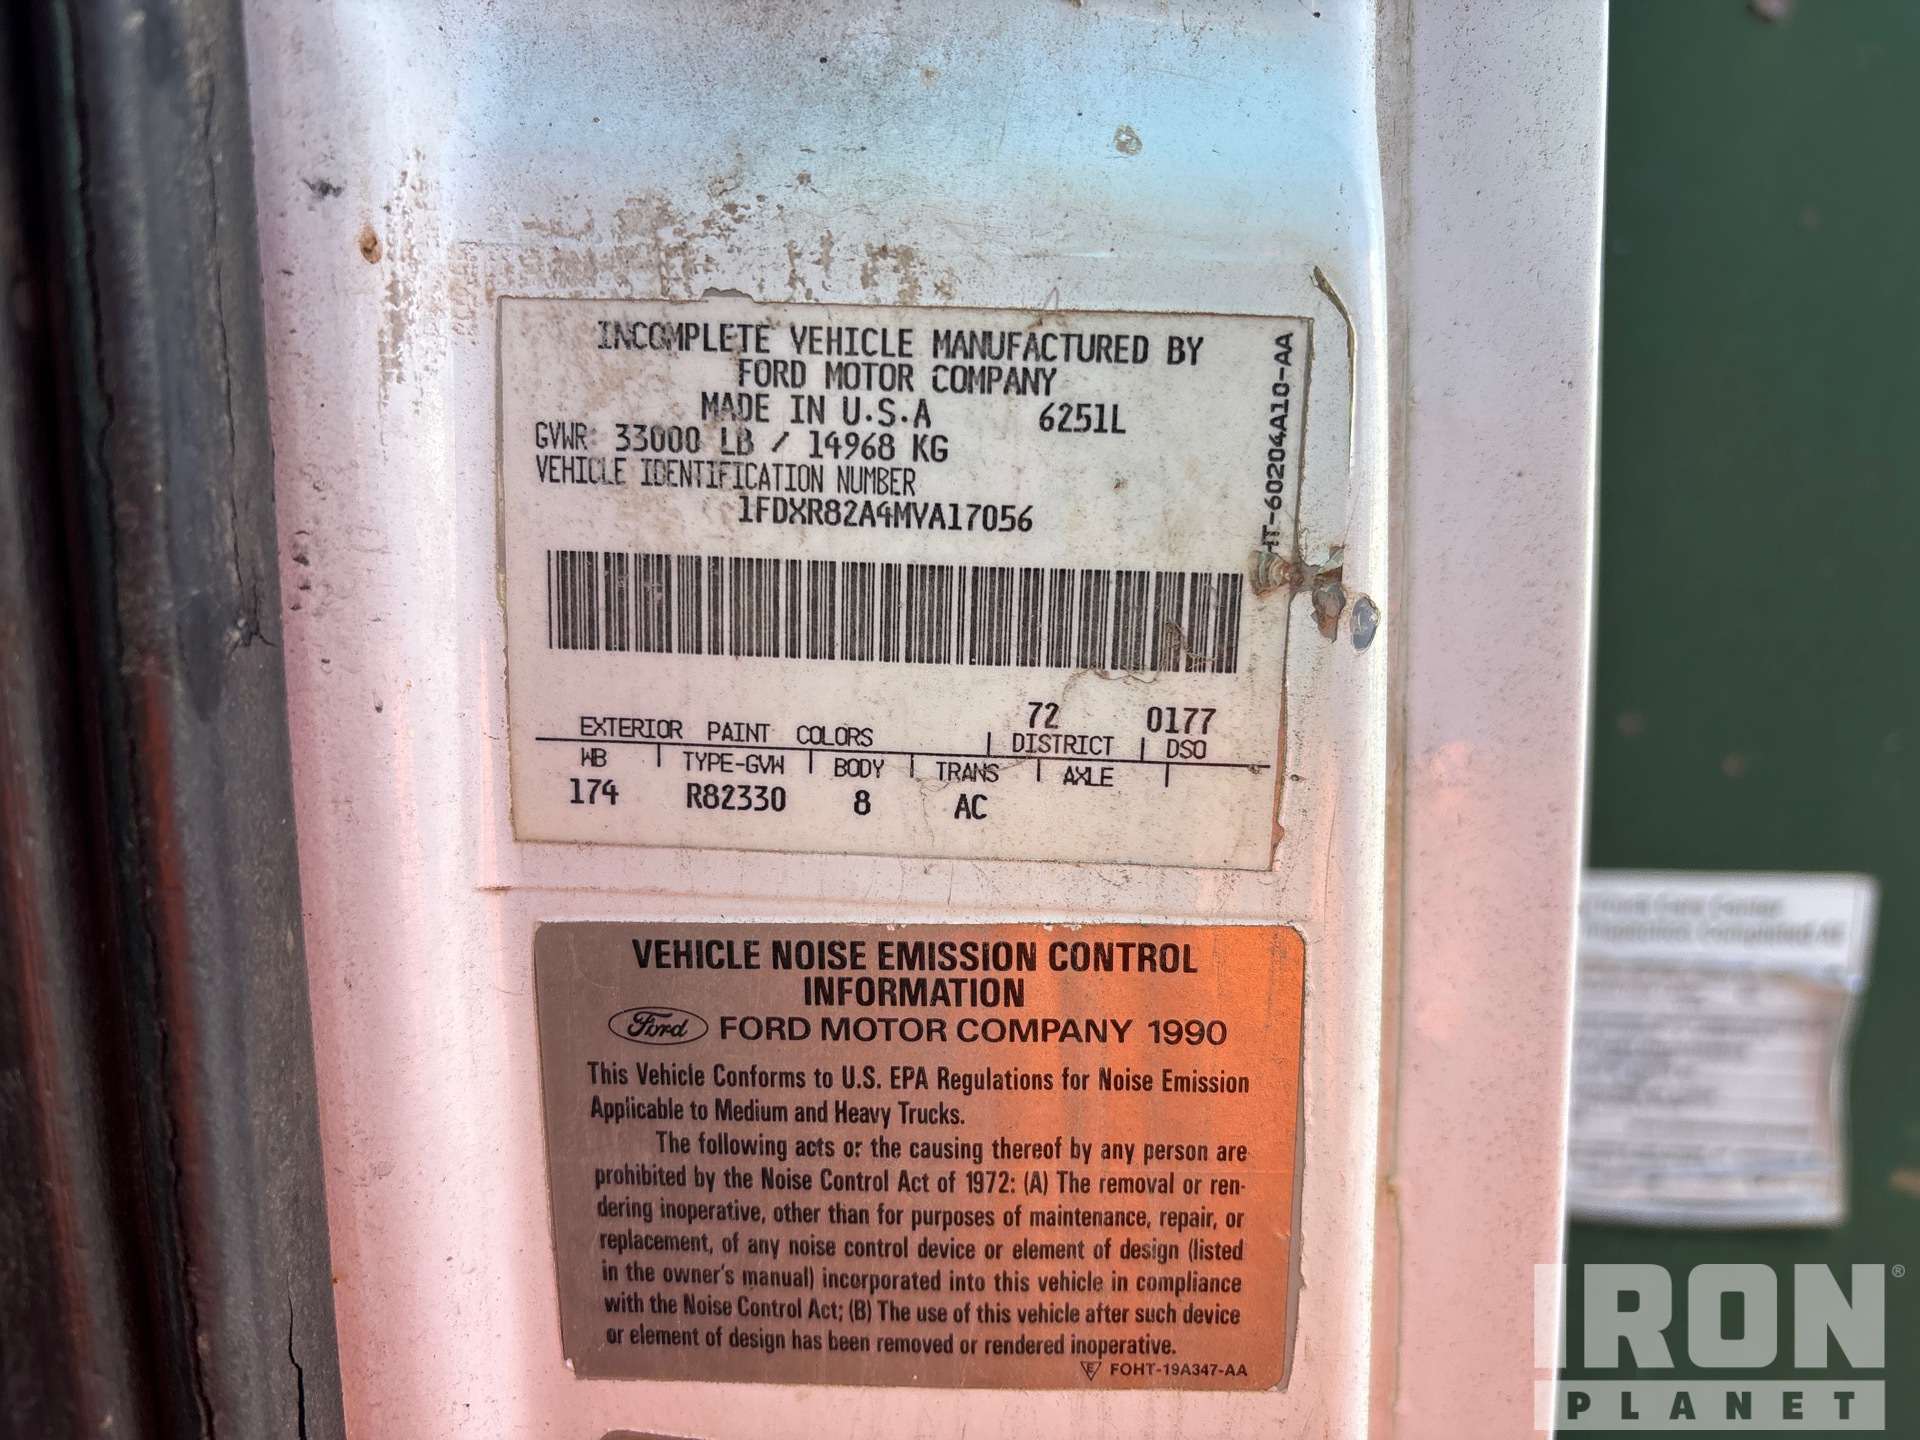 INCOMPLETE VEHICLE MANUFACTURED BY
FORD MOTOR COMPANY
MADE IN U.S.A 6251L
GVWR: 33000 LB / 14968 KG
VEHICLE IDENTIFICATION NUMBER
1FDXR82A4MVA17056
HT-60204A10-AA
72 0177
EXTERIOR PAINT COLORS DISTRICT DSO
WB TYPE-GVW BODY TRANS AXLE
174 R82330 8 AC
VEHICLE NOISE EMISSION CONTROL
INFORMATION
Ford FORD MOTOR COMPANY 1990
This Vehicle Conforms to U.S. EPA Regulations for Noise Emission
Applicable to Medium and Heavy Trucks.
The following acts or the causing thereof by any person are
prohibited by the Noise Control Act of 1972: (A) The removal or ren-
dering inoperative, other than for purposes of maintenance, repair, or
replacement, of any noise control device or element of design (listed
in the owner's manual) incorporated into this vehicle in compliance
with the Noise Control Act; (B) The use of this vehicle after such device
or element of design has been removed or rendered inoperative.
E FOHT-19A347-AA
Truck Care Center
Inspection Completed At
IRON®
PLANET